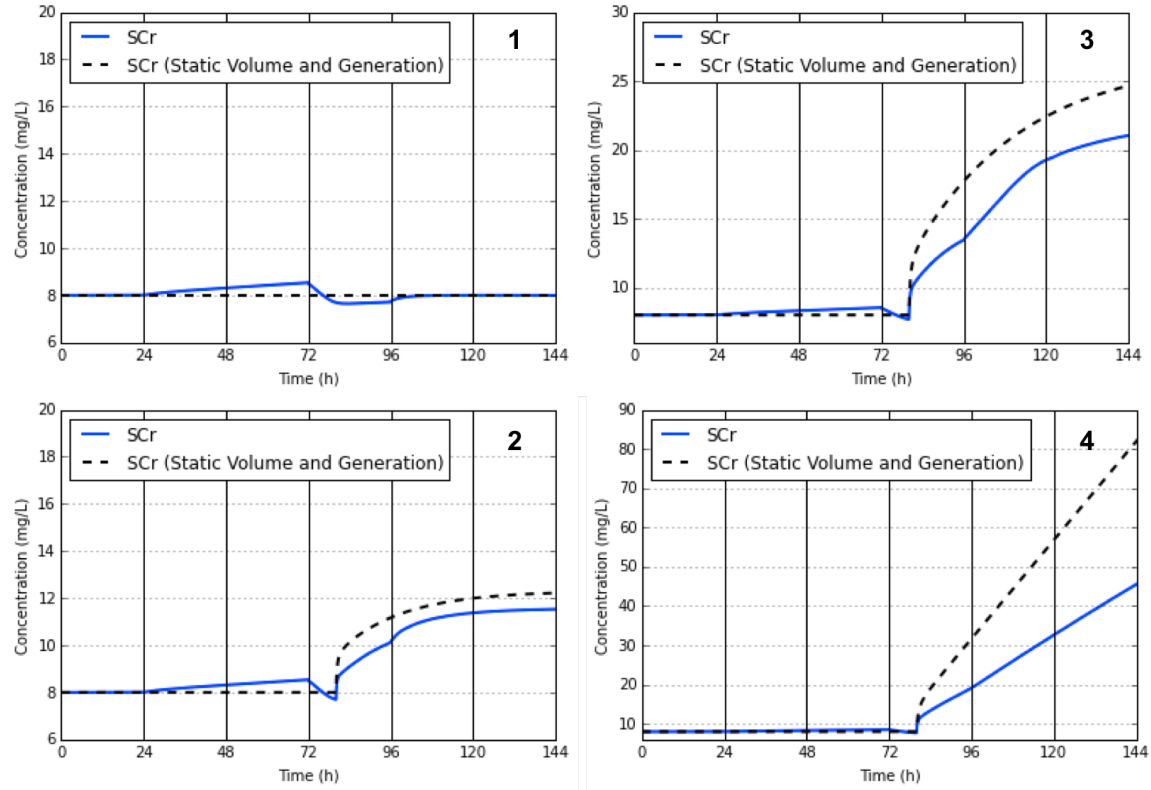 20
18
16
14
12
10
8
6
Concentration (mg/L)
SCr
SCr (Static Volume and Generation)
1
0 24 48 72 96 120 144
Time (h)
20
18
16
14
12
10
8
6
Concentration (mg/L)
SCr
SCr (Static Volume and Generation)
2
0 24 48 72 96 120 144
Time (h)
30
25
20
15
10
Concentration (mg/L)
SCr
SCr (Static Volume and Generation)
3
0 24 48 72 96 120 144
Time (h)
90
80
70
60
50
40
30
20
10
Concentration (mg/L)
SCr
SCr (Static Volume and Generation)
4
0 24 48 72 96 120 144
Time (h)